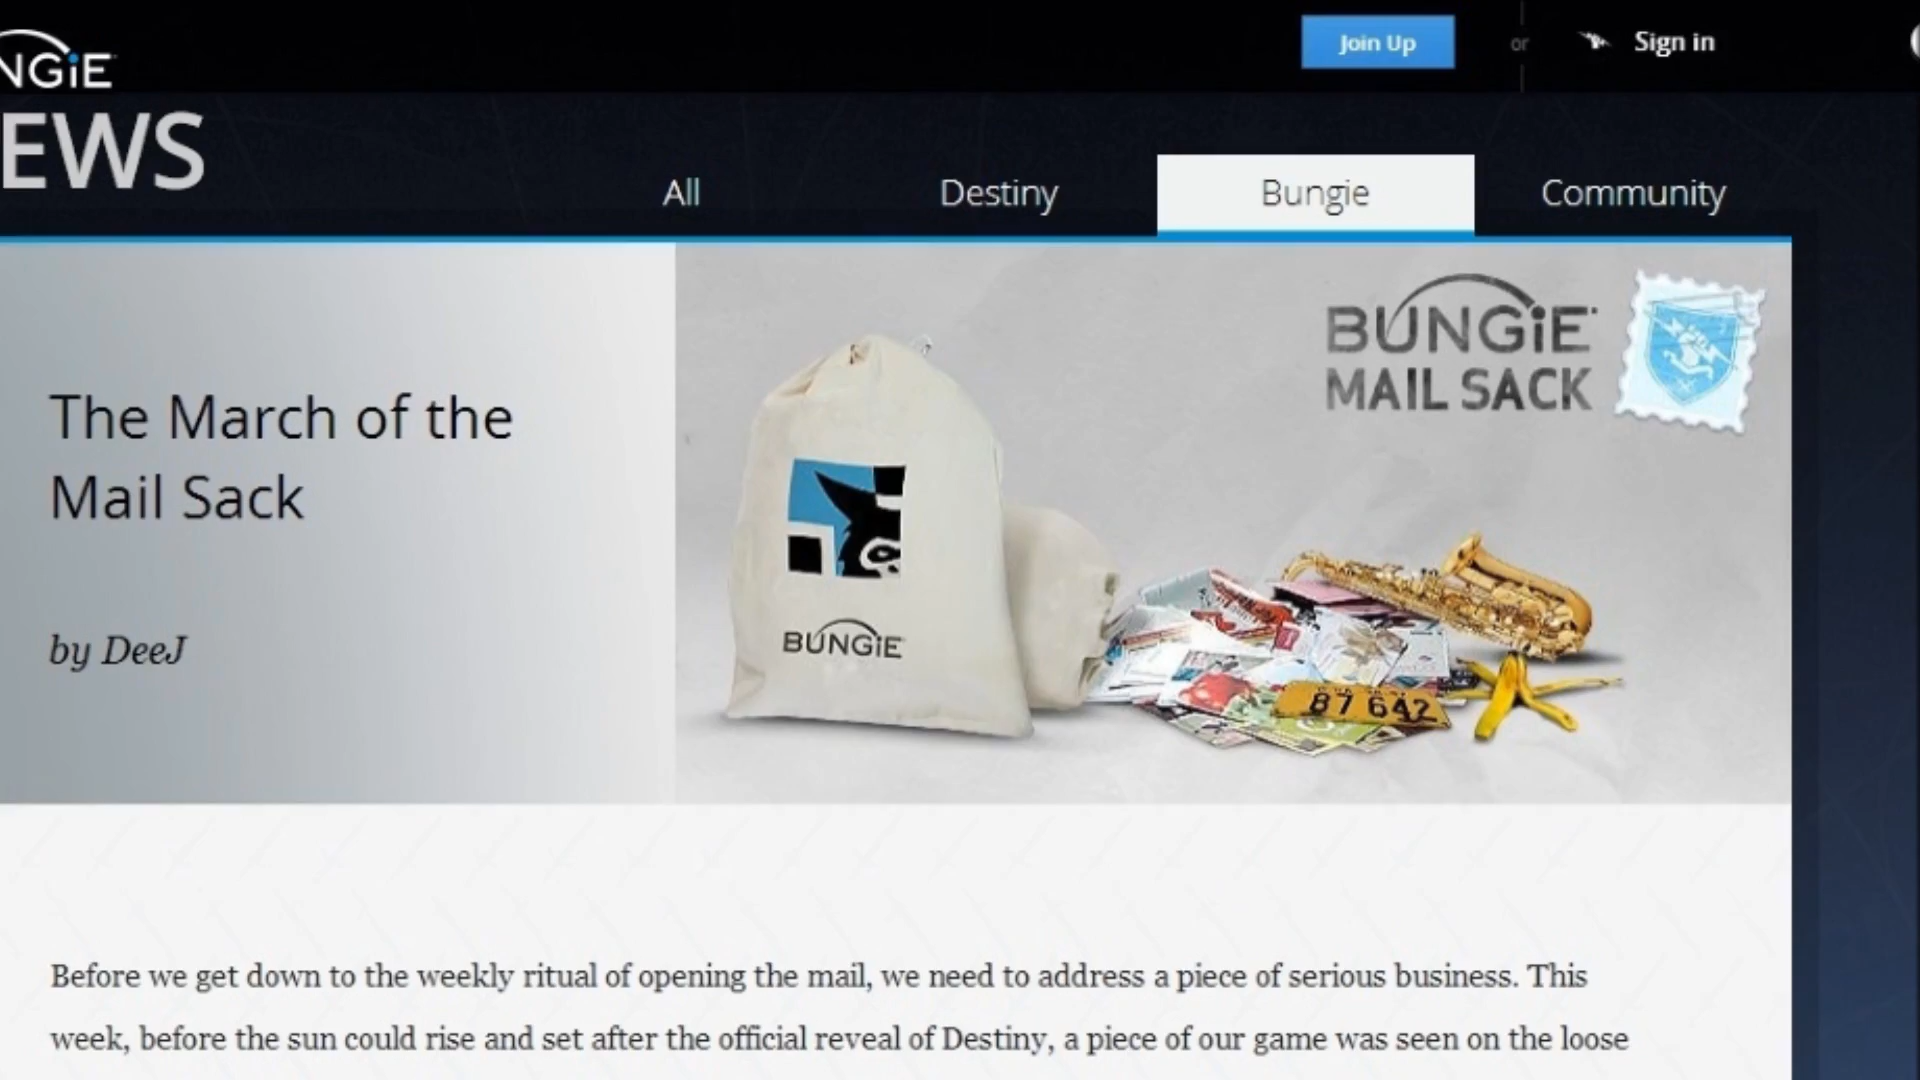 NGiE
Join Up
or
Sign in
EWS
All
Destiny
Bungie
Community
BUNGiE
MAIL SACK
The March of the
Mail Sack
by DeeJ
BUNGiE
87 642
Before we get down to the weekly ritual of opening the mail, we need to address a piece of serious business. This
week, before the sun could rise and set after the official reveal of Destiny, a piece of our game was seen on the loose